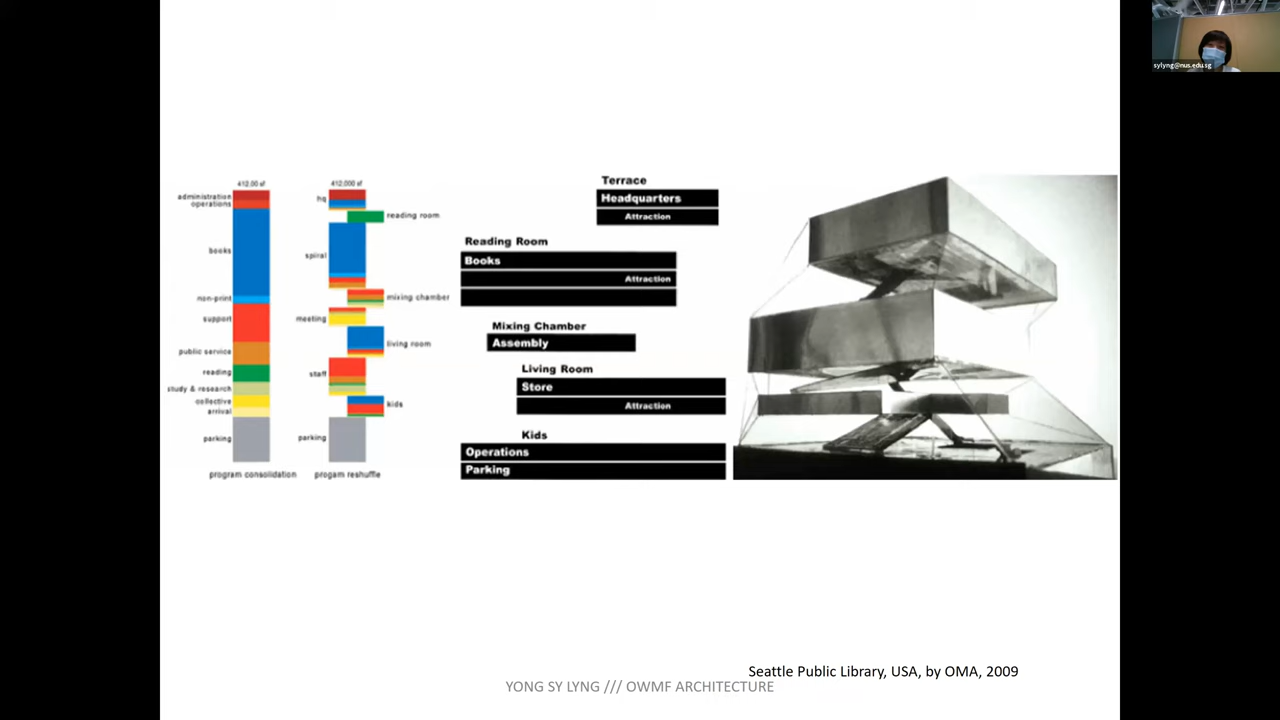 sylyng@nus.edu.sg
412,00 sf
administration
operations
books
non-print
support
public service
reading
study & research
collective
arrival
parking
program consolidation
412,000 sf
hq
reading room
spiral
mixing chamber
meeting
living room
staff
kids
parking
progam reshuffle
Terrace
Headquarters
Attraction
Reading Room
Books
Attraction
Mixing Chamber
Assembly
Living Room
Store
Attraction
Kids
Operations
Parking
Seattle Public Library, USA, by OMA, 2009
YONG SY LYNG /// OWMF ARCHITECTURE